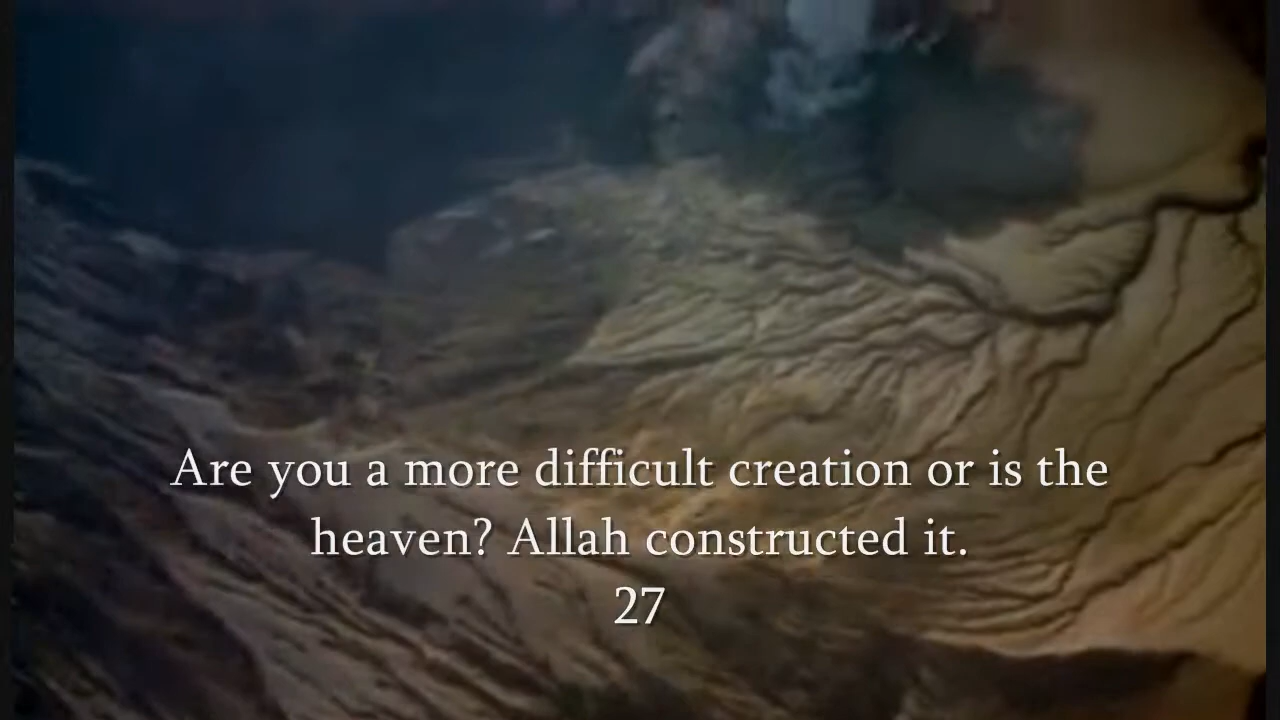 Are you a more difficult creation or is the
heaven? Allah constructed it.
27